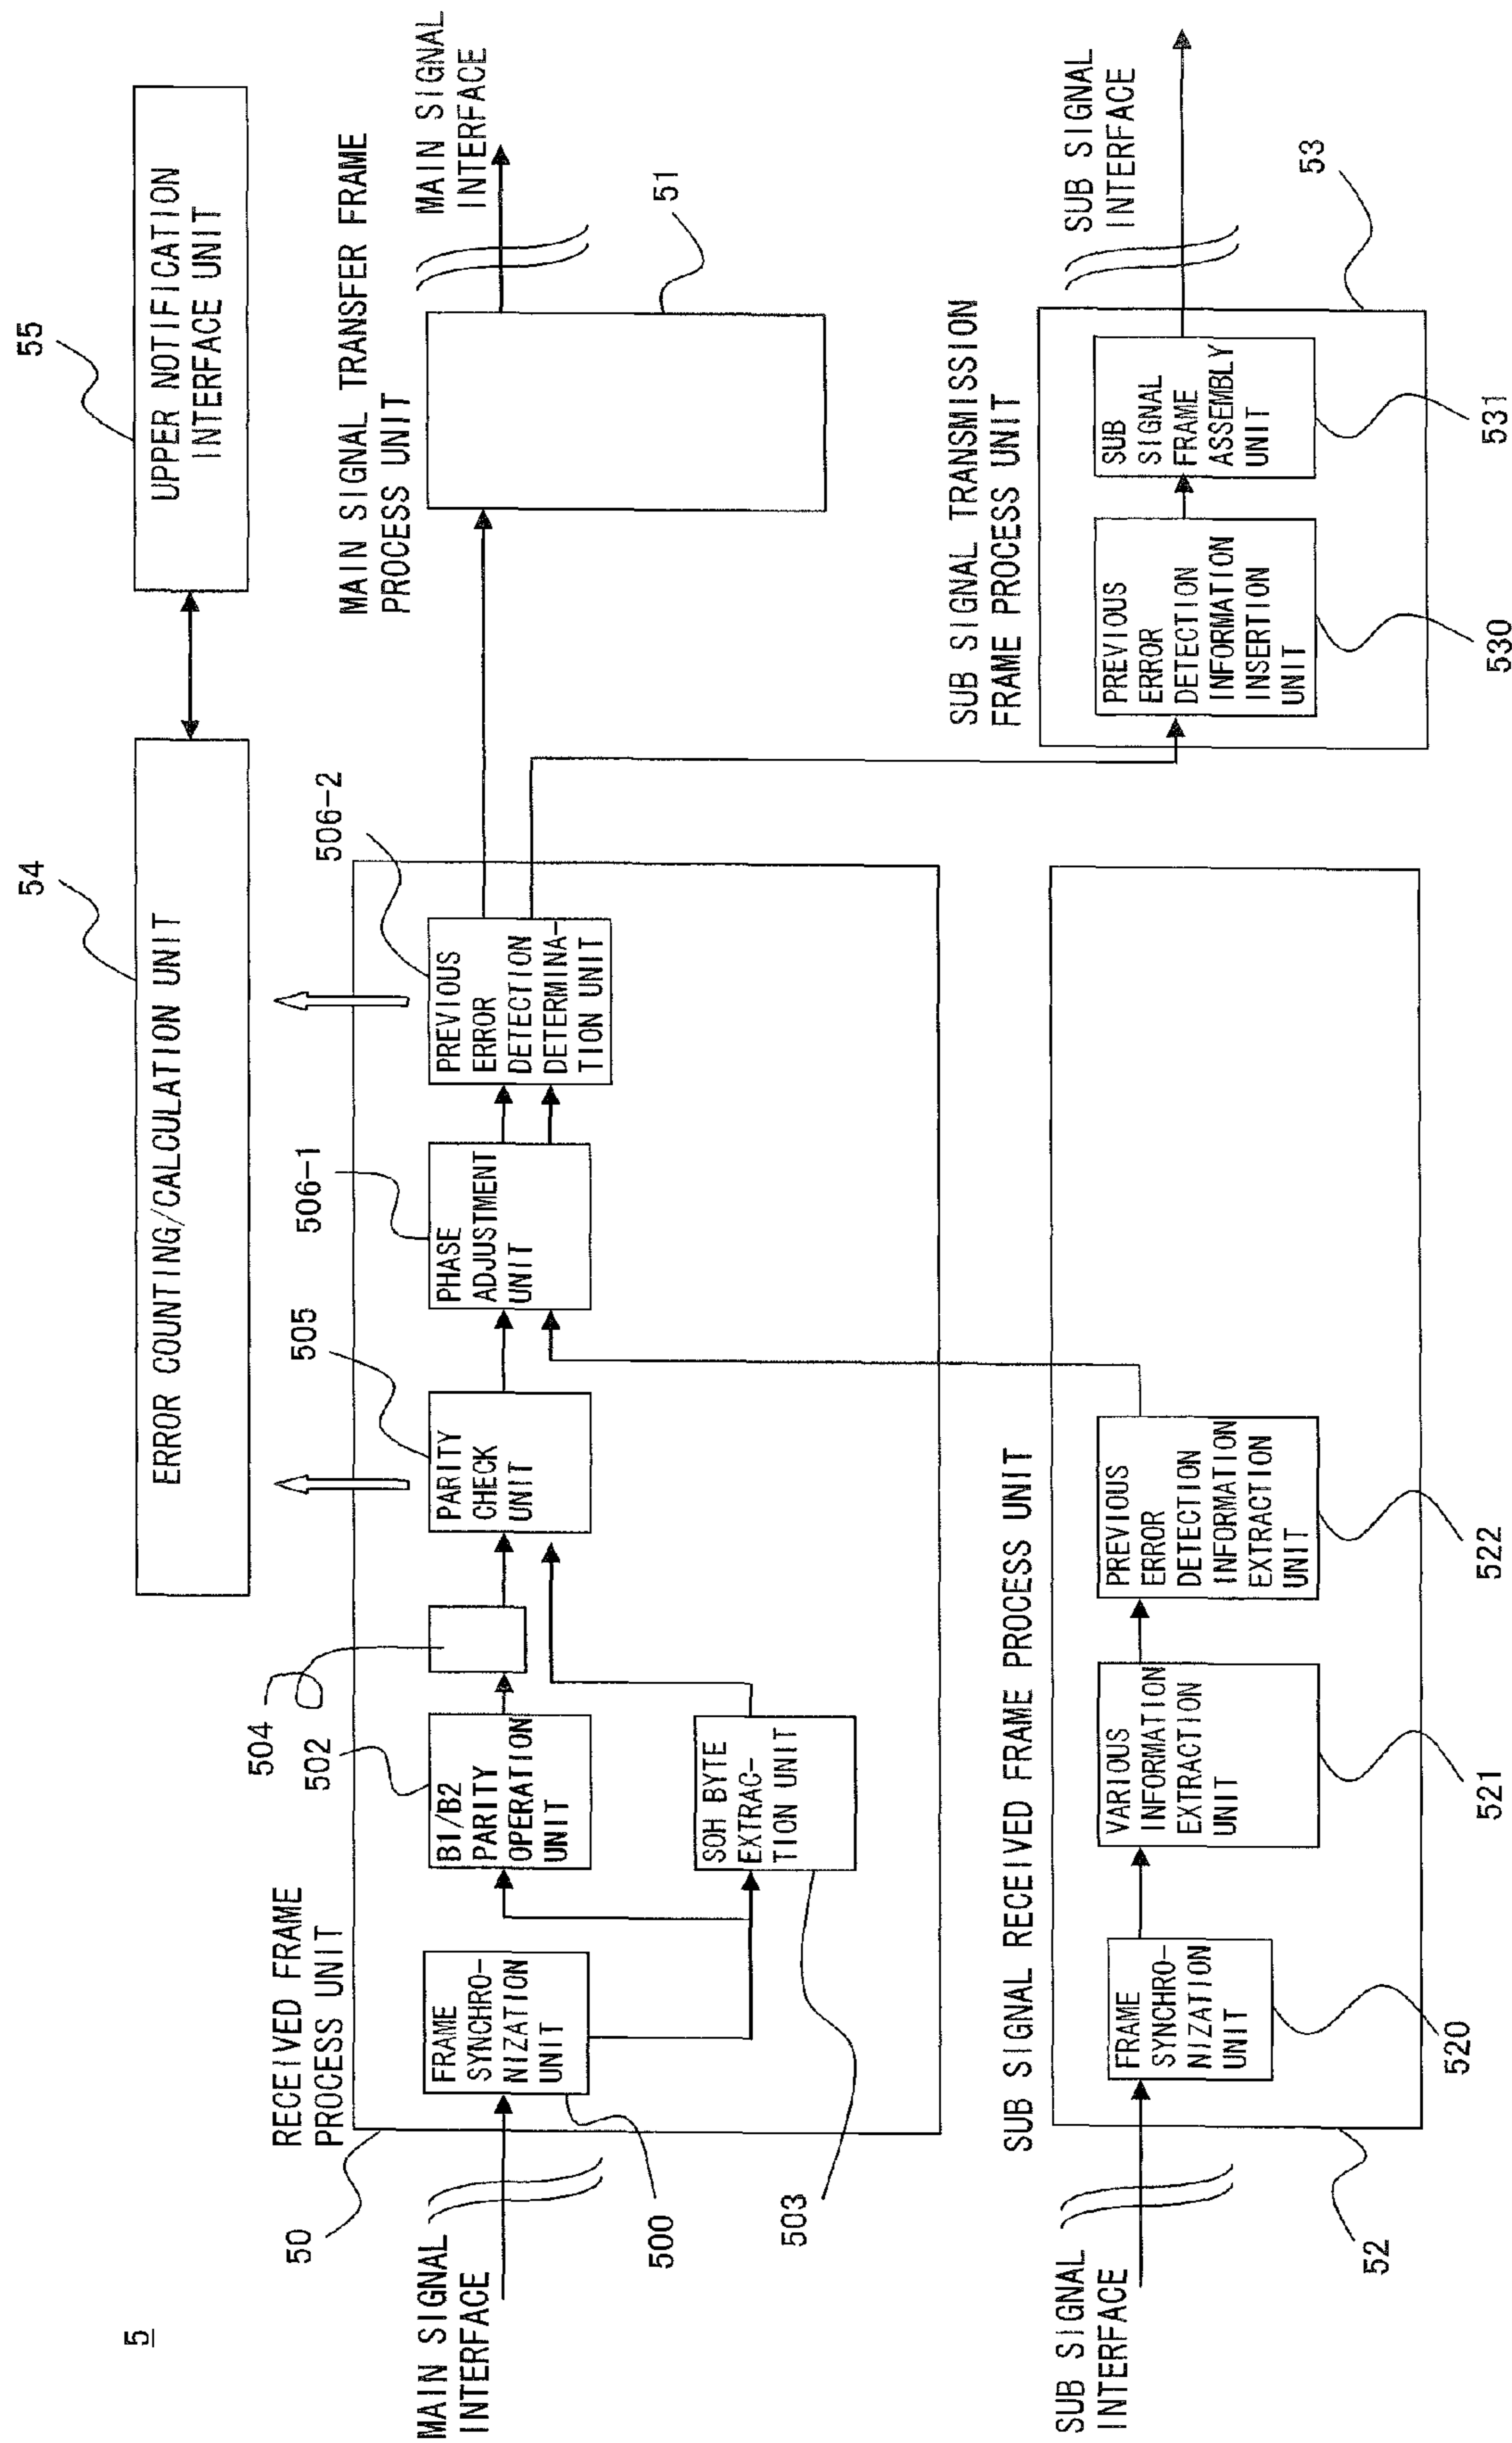 5
54
ERROR COUNTING/CALCULATION UNIT
55
UPPER NOTIFICATION
INTERFACE UNIT
RECEIVED FRAME
PROCESS UNIT
50
MAIN SIGNAL
INTERFACE
FRAME
SYNCHRO-
NIZATION
UNIT
500
504
502
B1/B2
PARITY
OPERATION
UNIT
SOH BYTE
EXTRAC-
TION UNIT
503
505
PARITY
CHECK
UNIT
506-1
PHASE
ADJUSTMENT
UNIT
506-2
PREVIOUS
ERROR
DETECTION
DETERMINA-
TION UNIT
MAIN SIGNAL TRANSFER FRAME
PROCESS UNIT
51
MAIN SIGNAL
INTERFACE
SUB SIGNAL RECEIVED FRAME PROCESS UNIT
52
SUB SIGNAL
INTERFACE
FRAME
SYNCHRO-
NIZATION
UNIT
520
VARIOUS
INFORMATION
EXTRACTION
UNIT
521
PREVIOUS
ERROR
DETECTION
INFORMATION
EXTRACTION
UNIT
522
SUB SIGNAL TRANSMISSION
FRAME PROCESS UNIT
PREVIOUS
ERROR
DETECTION
INFORMATION
INSERTION
UNIT
530
SUB
SIGNAL
FRAME
ASSEMBLY
UNIT
531
53
SUB SIGNAL
INTERFACE